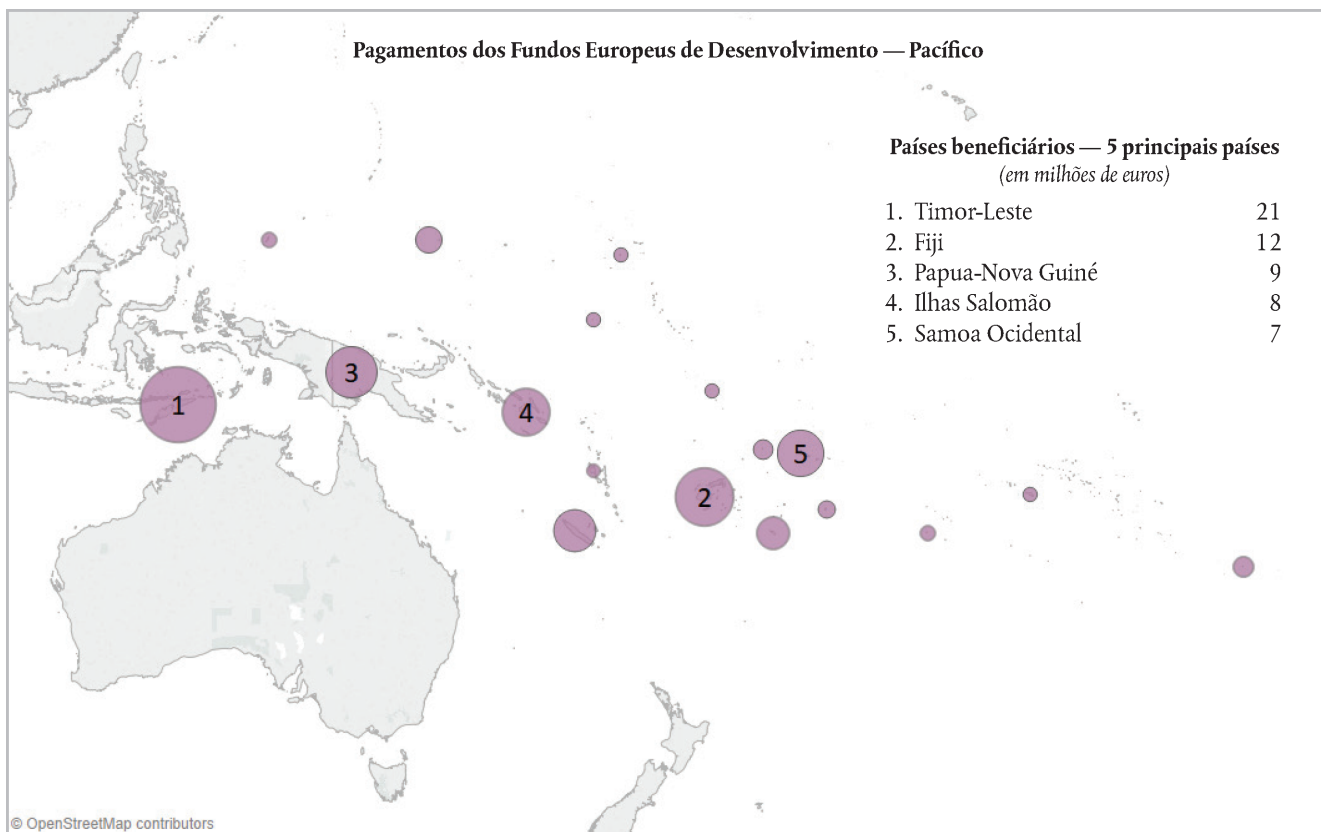 Pagamentos dos Fundos Europeus de Desenvolvimento — Pacífico
Países beneficiários — 5 principais países
(em milhões de euros)
1. Timor-Leste 21
2. Fiji 12
3. Papua-Nova Guiné 9
4. Ilhas Salomão 8
5. Samoa Ocidental 7
3
1
4
5
2
© OpenStreetMap contributors